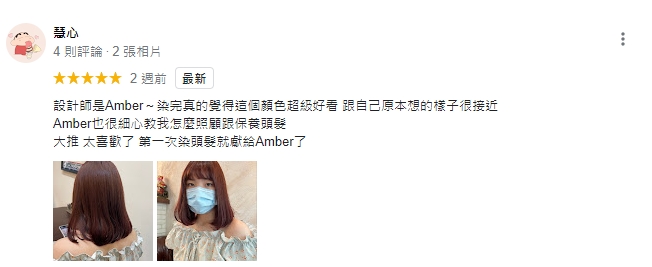 慧心
4 則評論·2 張相片
★★★★★ 2 週前 最新
設計師是Amber～染完真的覺得這個顏色超級好看 跟自己原本想的樣子很接近
Amber也很細心教我怎麼照顧跟保養頭髮
大推 太喜歡了 第一次染頭髮就獻給Amber了